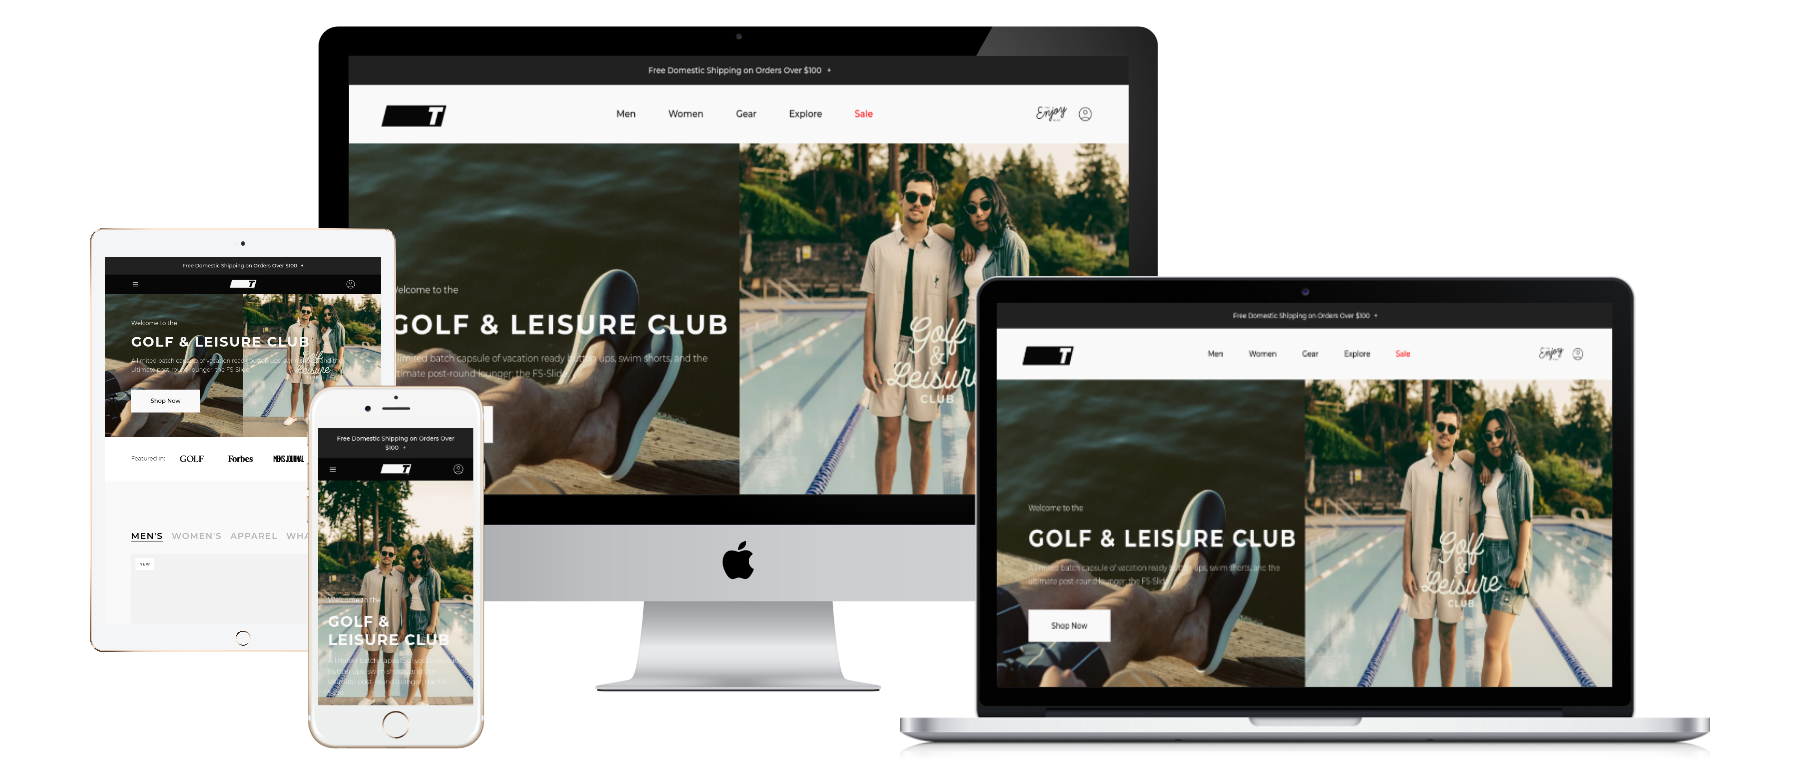 Free Domestic Shipping on Orders Over $100 +
T
Men Women Gear Explore Sale
Enjoy
Welcome to the
GOLF & LEISURE CLUB
limited batch capsule of vacation ready button ups, swim shorts, and the
ultimate post-round lounger: the FS-Slide.
Golf
&
Leisure
CLUB
Free Domestic Shipping on Orders Over $100 +
T
Welcome to the
GOLF & LEISURE CLUB
A limited batch capsule of vacation ready button ups, swim shorts, and the
ultimate post-round lounger: the FS-Slide.
Golf
&
Leisure
Shop Now
Featured in: GOLF Forbes MEN'S JOURNAL
MEN'S WOMEN'S APPAREL WHA
NEW
Free Domestic Shipping on Orders Over
$100 +
T
Welcome to the
GOLF &
LEISURE CLUB
Free Domestic Shipping on Orders Over $100 +
T
Men Women Gear Explore Sale
Enjoy
Welcome to the
GOLF & LEISURE CLUB
A limited batch capsule of vacation ready button ups, swim shorts, and the
ultimate post-round lounger: the FS-Slide.
Shop Now
Golf
&
Leisure
CLUB